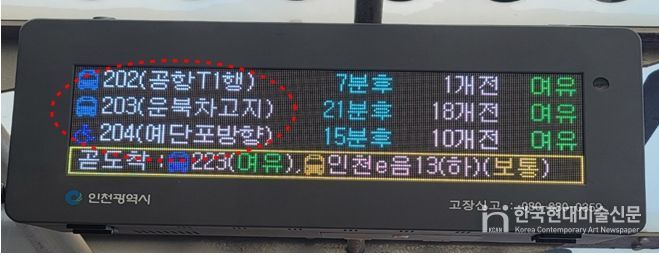 202(공항T1행) 7분후 1개전 여유
203(운북차고지) 21분후 18개전 여유
204(예단포방향) 15분후 10개전 여유
곧도착 : 223(여유), 인천e음13(하)(보통)
인천광역시
고장신고 : 080-880-0359
한국현대미술신문
KCAN Korea Contemporary Art Newspaper